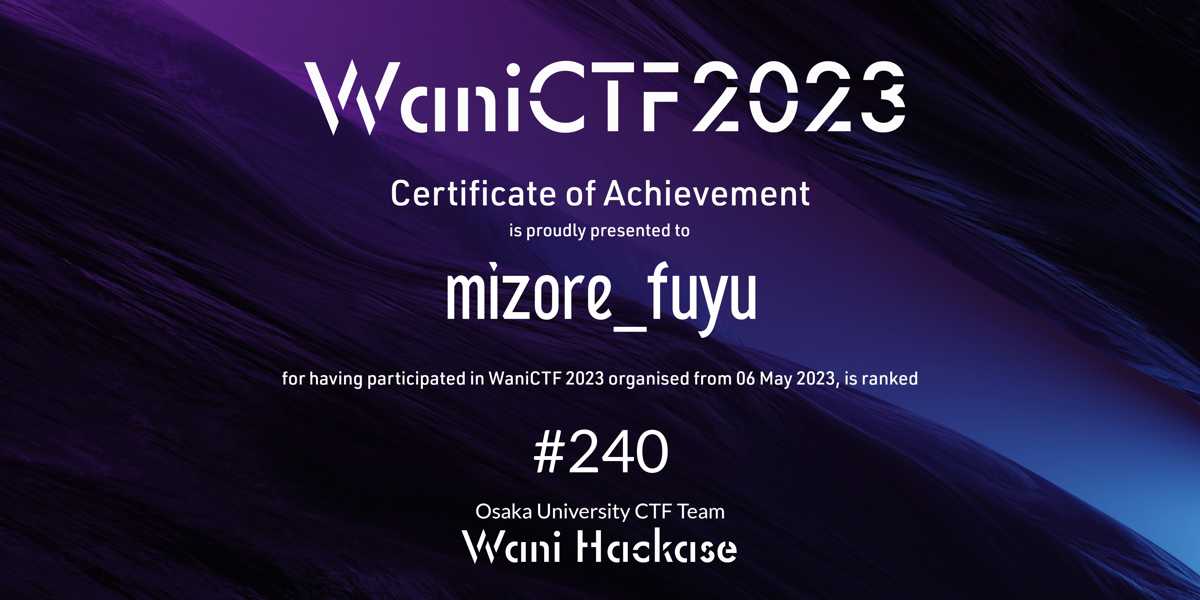 WaniCTF2023
Certificate of Achievement
is proudly presented to
mizore_fuyu
for having participated in WaniCTF 2023 organised from 06 May 2023, is ranked
#240
Osaka University CTF Team
Wani Hackase